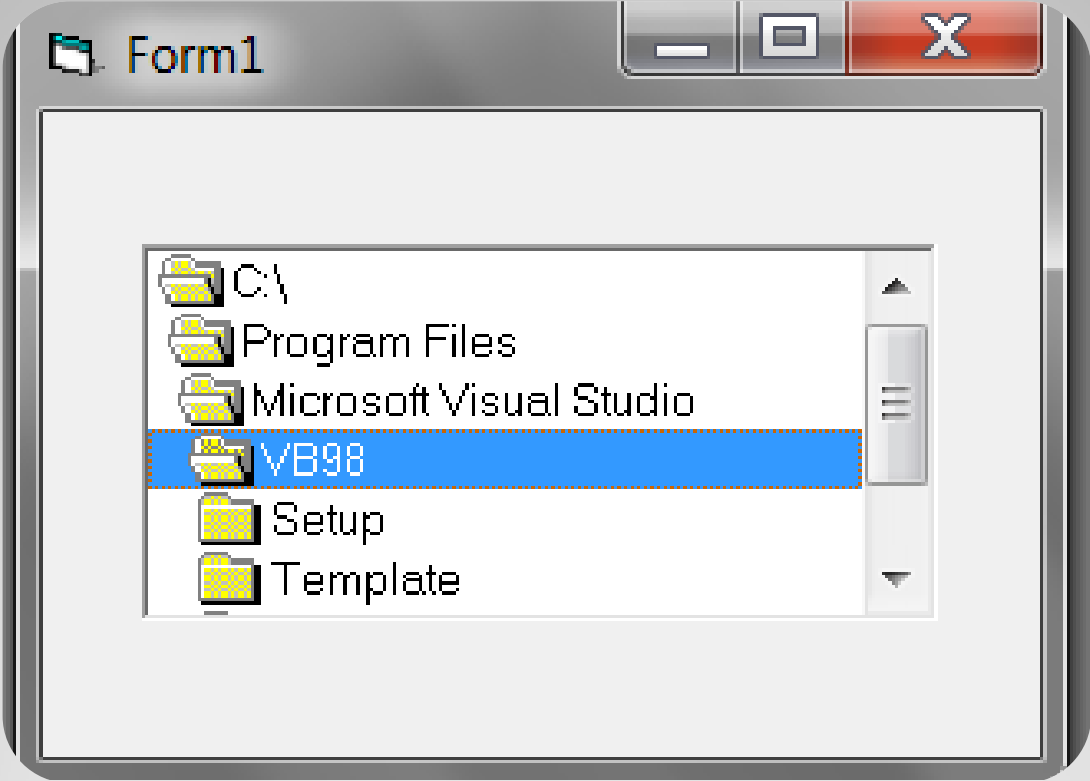 Form1
C:\
Program Files
Microsoft Visual Studio
VB98
Setup
Template